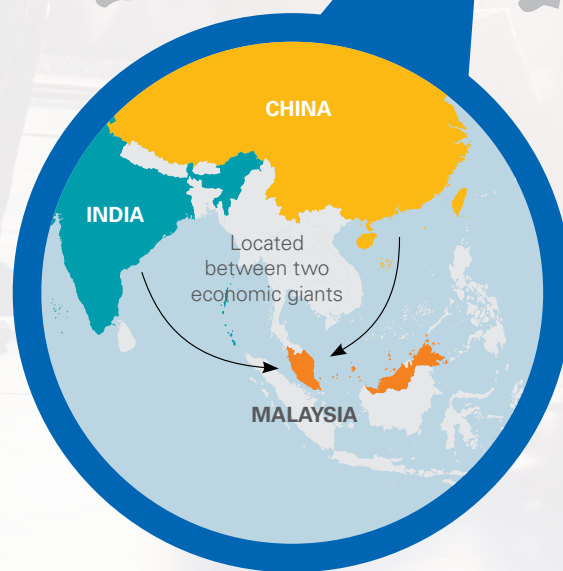 CHINA
INDIA
Located
between two
economic giants
MALAYSIA